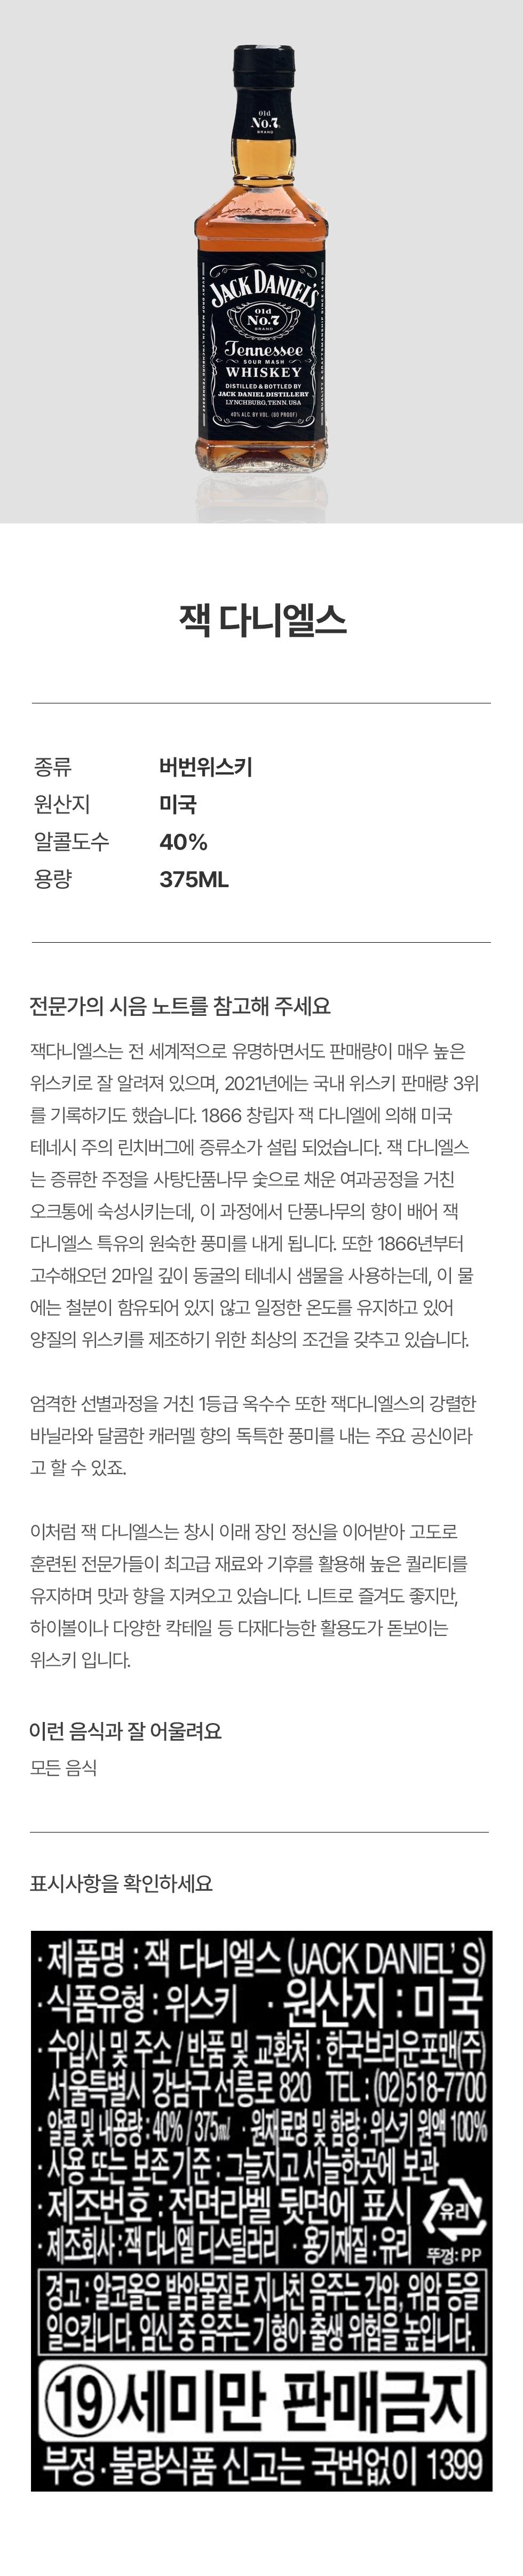 Old
No.7
BRAND
JACK DANIEL'S
Old
No.7
BRAND
Tennessee
SOUR MASH
WHISKEY
DISTILLED & BOTTLED BY
JACK DANIEL DISTILLERY
LYNCHBURG, TENN. USA
40% ALC. BY VOL. (80 PROOF)
잭 다니엘스
종류 버번위스키
원산지 미국
알콜도수 40%
용량 375ML
전문가의 시음 노트를 참고해 주세요
잭다니엘스는 전 세계적으로 유명하면서도 판매량이 매우 높은
위스키로 잘 알려져 있으며, 2021년에는 국내 위스키 판매량 3위
를 기록하기도 했습니다. 1866 창립자 잭 다니엘에 의해 미국
테네시 주의 린치버그에 증류소가 설립 되었습니다. 잭 다니엘스
는 증류한 주정을 사탕단품나무 숯으로 채운 여과공정을 거친
오크통에 숙성시키는데, 이 과정에서 단풍나무의 향이 배어 잭
다니엘스 특유의 원숙한 풍미를 내게 됩니다. 또한 1866년부터
고수해오던 2마일 깊이 동굴의 테네시 샘물을 사용하는데, 이 물
에는 철분이 함유되어 있지 않고 일정한 온도를 유지하고 있어
양질의 위스키를 제조하기 위한 최상의 조건을 갖추고 있습니다.
엄격한 선별과정을 거친 1등급 옥수수 또한 잭다니엘스의 강렬한
바닐라와 달콤한 캐러멜 향의 독특한 풍미를 내는 주요 공신이라
고 할 수 있죠.
이처럼 잭 다니엘스는 창시 이래 장인 정신을 이어받아 고도로
훈련된 전문가들이 최고급 재료와 기후를 활용해 높은 퀄리티를
유지하며 맛과 향을 지켜오고 있습니다. 니트로 즐겨도 좋지만,
하이볼이나 다양한 칵테일 등 다재다능한 활용도가 돋보이는
위스키 입니다.
이런 음식과 잘 어울려요
모든 음식
표시사항을 확인하세요
· 제품명 : 잭 다니엘스 (JACK DANIEL' S)
· 식품유형 : 위스키 · 원산지 : 미국
· 수입사 및 주소 / 반품 및 교환처 : 한국브라운포맨(주)
서울특별시 강남구 선릉로 820 TEL : (02)518-7700
· 알콜 및 내용량 : 40% / 375㎖ · 원재료명 및 함량 : 위스키 원액 100%
· 사용 또는 보존기준 : 그늘지고 서늘한곳에 보관
· 제조번호 : 전면라벨 뒷면에 표시 유리
· 제조회사 : 잭 다니엘 디스틸러리 · 용기재질 : 유리 뚜껑 : PP
경고 : 알코올은 발암물질로 지나친 음주는 간암, 위암 등을
일으킵니다. 임신 중 음주는 기형아 출생 위험을 높입니다.
19세미만 판매금지
부정·불량식품 신고는 국번없이 1399